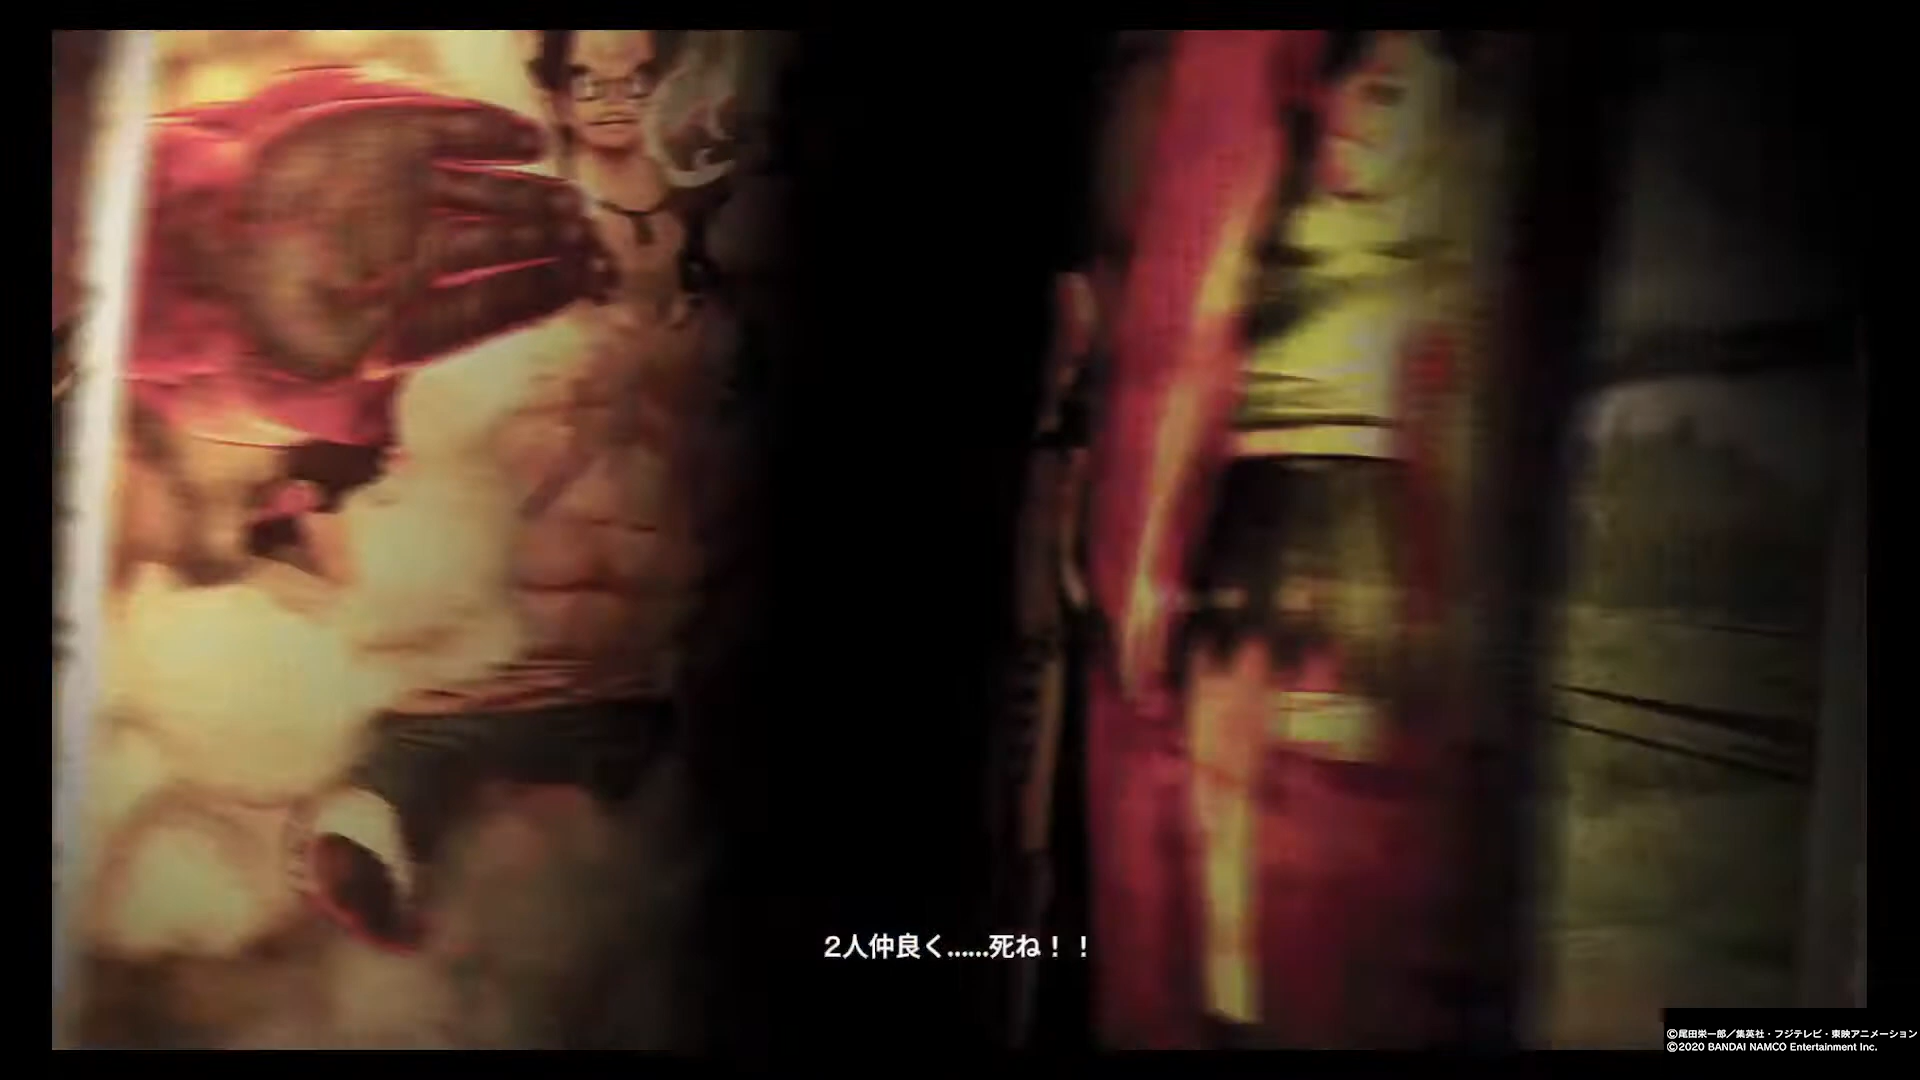 2人仲良く……死ね！！
©尾田栄一郎／集英社・フジテレビ・東映アニメーション
©2020 BANDAI NAMCO Entertainment Inc.